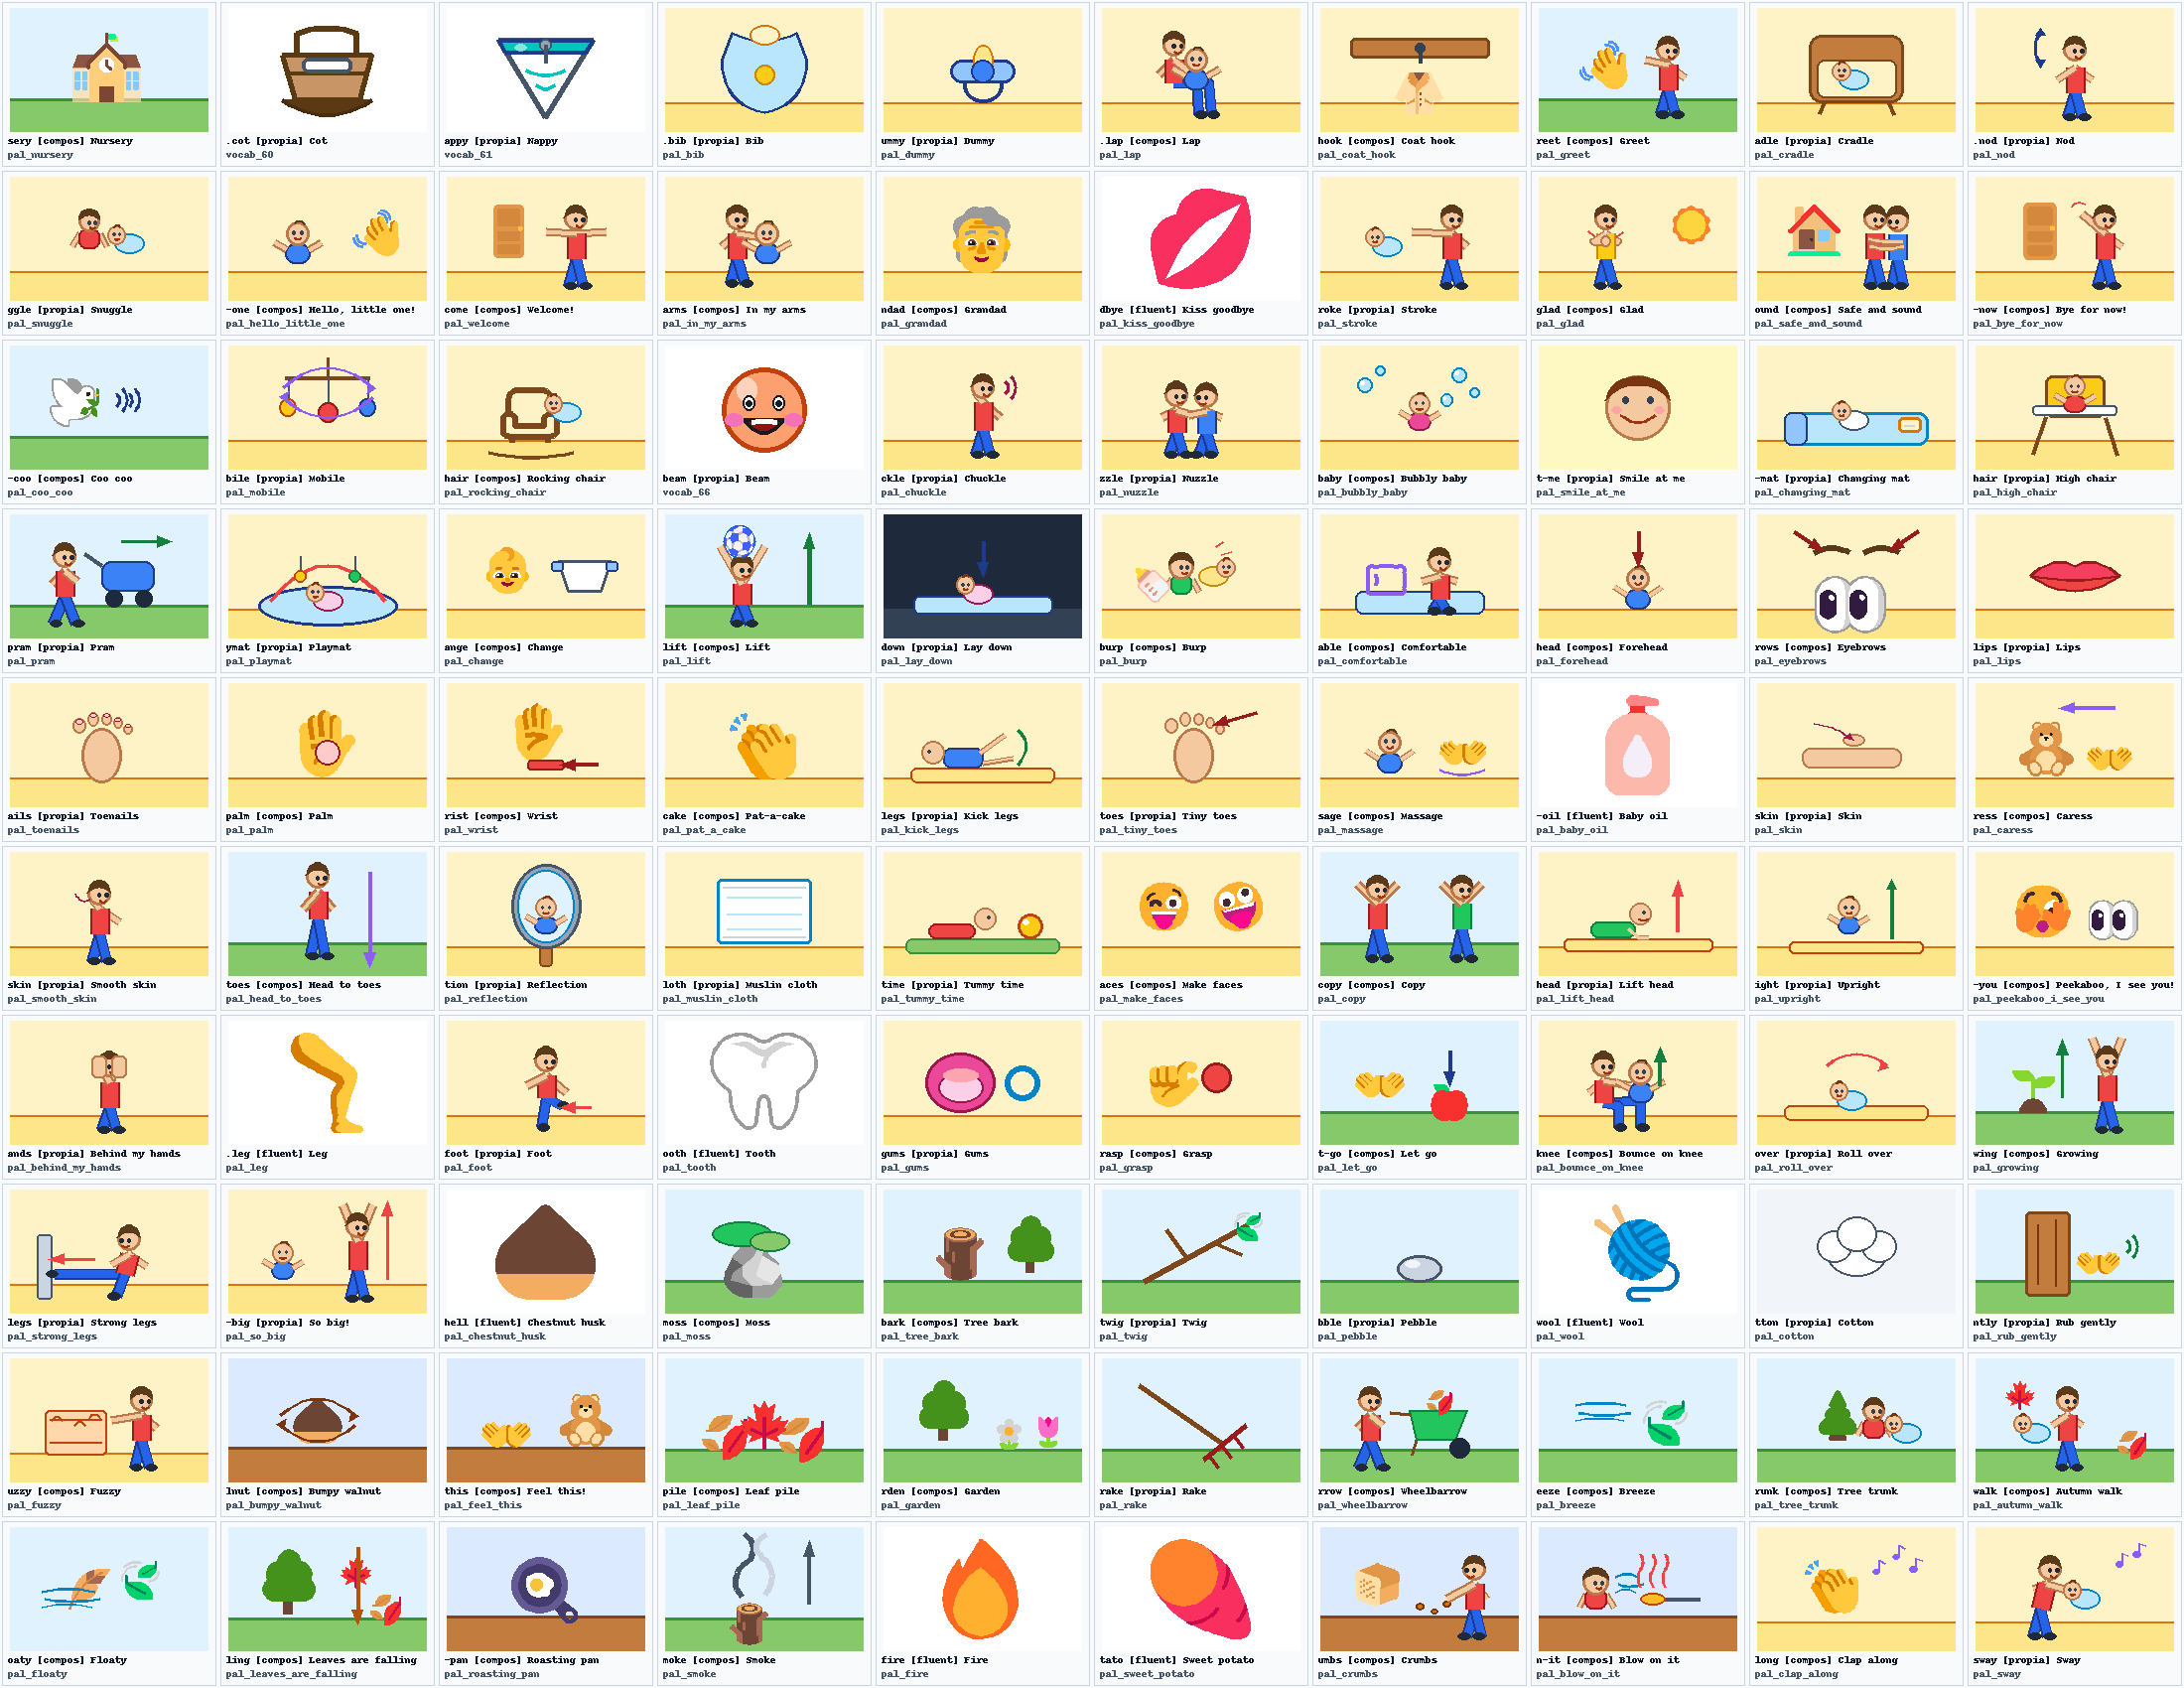 sery [compos] Nursery
pal_nursery
.cot [propia] Cot
vocab_60
appy [propia] Nappy
vocab_61
.bib [propia] Bib
pal_bib
ummy [propia] Dummy
pal_dummy
.lap [compos] Lap
pal_lap
hook [compos] Coat hook
pal_coat_hook
reet [compos] Greet
pal_greet
adle [propia] Cradle
pal_cradle
.nod [propia] Nod
pal_nod
ggle [propia] Snuggle
pal_snuggle
-one [compos] Hello, little one!
pal_hello_little_one
come [compos] Welcome!
pal_welcome
arms [compos] In my arms
pal_in_my_arms
ndad [compos] Grandad
pal_grandad
dbye [fluent] Kiss goodbye
pal_kiss_goodbye
roke [propia] Stroke
pal_stroke
glad [compos] Glad
pal_glad
ound [compos] Safe and sound
pal_safe_and_sound
-now [compos] Bye for now!
pal_bye_for_now
-coo [compos] Coo coo
pal_coo_coo
bile [propia] Mobile
pal_mobile
hair [compos] Rocking chair
pal_rocking_chair
beam [propia] Beam
vocab_66
ckle [propia] Chuckle
pal_chuckle
zzle [propia] Nuzzle
pal_nuzzle
baby [compos] Bubbly baby
pal_bubbly_baby
t-me [propia] Smile at me
pal_smile_at_me
-mat [propia] Changing mat
pal_changing_mat
hair [propia] High chair
pal_high_chair
pram [propia] Pram
pal_pram
ymat [propia] Playmat
pal_playmat
ange [compos] Change
pal_change
lift [compos] Lift
pal_lift
down [propia] Lay down
pal_lay_down
burp [compos] Burp
pal_burp
able [compos] Comfortable
pal_comfortable
head [compos] Forehead
pal_forehead
rows [compos] Eyebrows
pal_eyebrows
lips [propia] Lips
pal_lips
ails [propia] Toenails
pal_toenails
palm [compos] Palm
pal_palm
rist [compos] Wrist
pal_wrist
cake [compos] Pat-a-cake
pal_pat_a_cake
legs [propia] Kick legs
pal_kick_legs
toes [propia] Tiny toes
pal_tiny_toes
sage [compos] Massage
pal_massage
-oil [fluent] Baby oil
pal_baby_oil
skin [propia] Skin
pal_skin
ress [compos] Caress
pal_caress
skin [propia] Smooth skin
pal_smooth_skin
toes [compos] Head to toes
pal_head_to_toes
tion [propia] Reflection
pal_reflection
loth [propia] Muslin cloth
pal_muslin_cloth
time [propia] Tummy time
pal_tummy_time
aces [compos] Make faces
pal_make_faces
copy [compos] Copy
pal_copy
head [propia] Lift head
pal_lift_head
ight [propia] Upright
pal_upright
-you [compos] Peekaboo, I see you!
pal_peekaboo_i_see_you
ands [propia] Behind my hands
pal_behind_my_hands
.leg [fluent] Leg
pal_leg
foot [propia] Foot
pal_foot
ooth [fluent] Tooth
pal_tooth
gums [propia] Gums
pal_gums
rasp [compos] Grasp
pal_grasp
t-go [compos] Let go
pal_let_go
knee [compos] Bounce on knee
pal_bounce_on_knee
over [propia] Roll over
pal_roll_over
wing [compos] Growing
pal_growing
legs [propia] Strong legs
pal_strong_legs
-big [propia] So big!
pal_so_big
hell [fluent] Chestnut husk
pal_chestnut_husk
moss [compos] Moss
pal_moss
bark [compos] Tree bark
pal_tree_bark
twig [propia] Twig
pal_twig
bble [propia] Pebble
pal_pebble
wool [fluent] Wool
pal_wool
tton [propia] Cotton
pal_cotton
ntly [propia] Rub gently
pal_rub_gently
uzzy [compos] Fuzzy
pal_fuzzy
lnut [compos] Bumpy walnut
pal_bumpy_walnut
this [compos] Feel this!
pal_feel_this
pile [compos] Leaf pile
pal_leaf_pile
rden [compos] Garden
pal_garden
rake [propia] Rake
pal_rake
rrow [compos] Wheelbarrow
pal_wheelbarrow
eeze [compos] Breeze
pal_breeze
runk [compos] Tree trunk
pal_tree_trunk
walk [compos] Autumn walk
pal_autumn_walk
oaty [compos] Floaty
pal_floaty
ling [compos] Leaves are falling
pal_leaves_are_falling
-pan [compos] Roasting pan
pal_roasting_pan
moke [compos] Smoke
pal_smoke
fire [fluent] Fire
pal_fire
tato [fluent] Sweet potato
pal_sweet_potato
umbs [compos] Crumbs
pal_crumbs
n-it [compos] Blow on it
pal_blow_on_it
long [compos] Clap along
pal_clap_along
sway [propia] Sway
pal_sway